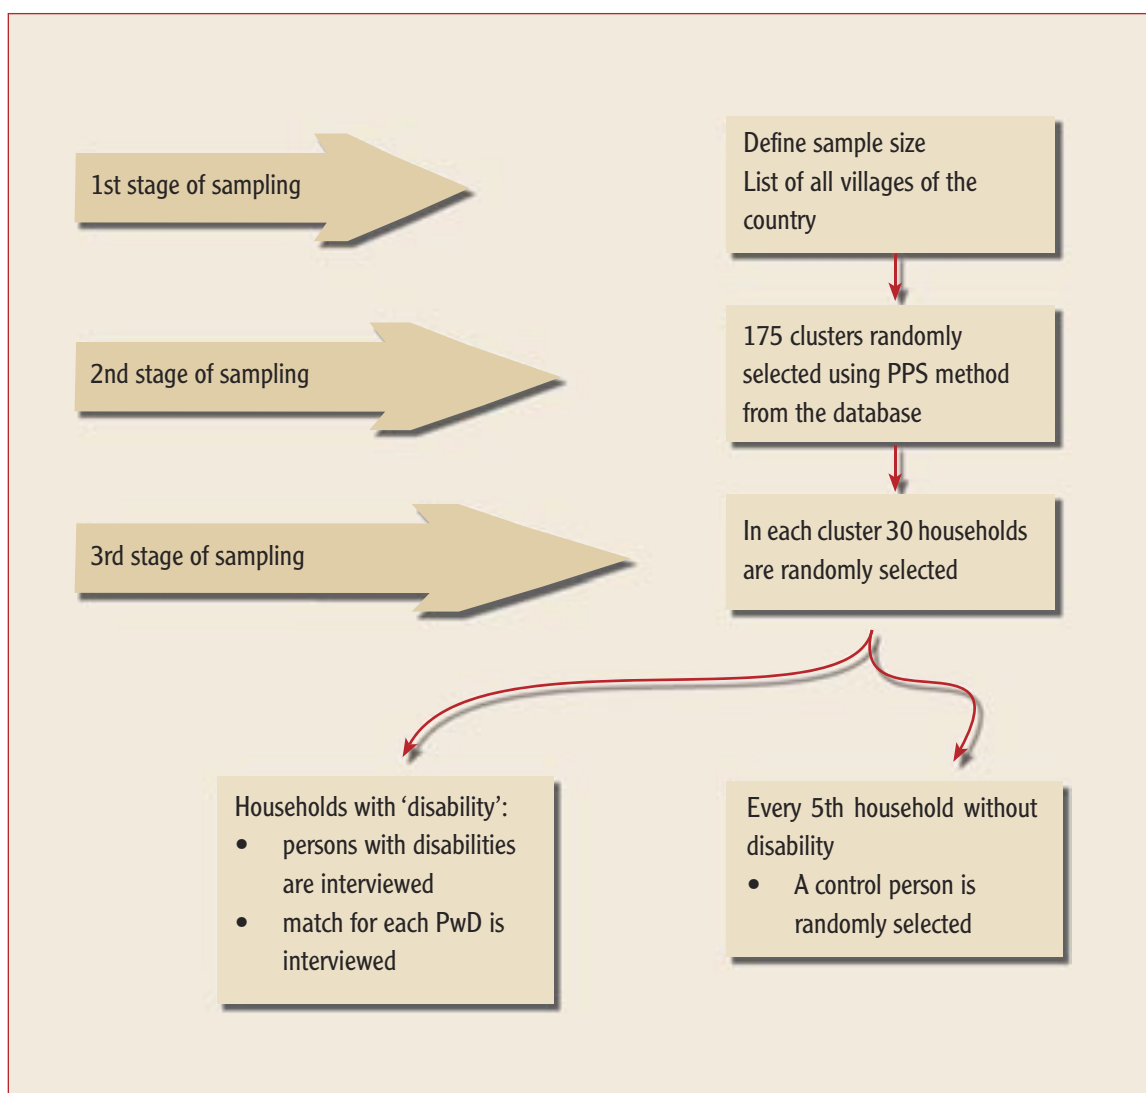 1st stage of sampling
Define sample size
List of all villages of the
country
2nd stage of sampling
175 clusters randomly
selected using PPS method
from the database
3rd stage of sampling
In each cluster 30 households
are randomly selected
Households with ‘disability’:
• persons with disabilities
are interviewed
• match for each PwD is
interviewed
Every 5th household without
disability
• A control person is
randomly selected